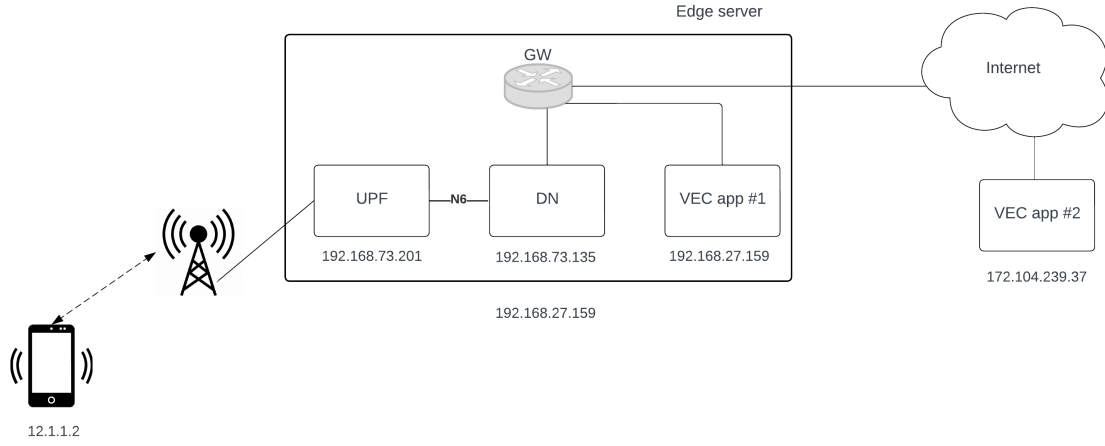 Edge server
GW
Internet
UPF
N6
DN
VEC app #1
VEC app #2
192.168.73.201
192.168.73.135
192.168.27.159
172.104.239.37
192.168.27.159
12.1.1.2